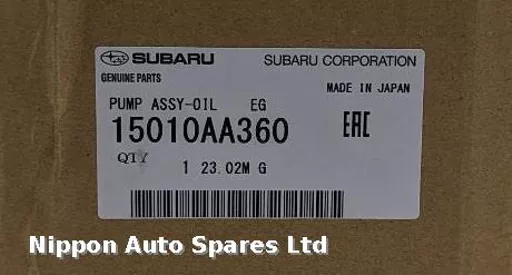 SUBARU SUBARU CORPORATION
GENUINE PARTS
MADE IN JAPAN
PUMP ASSY-OIL EG
15010AA360 EAC
QTY
1 23.02M G
Nippon Auto Spares Ltd